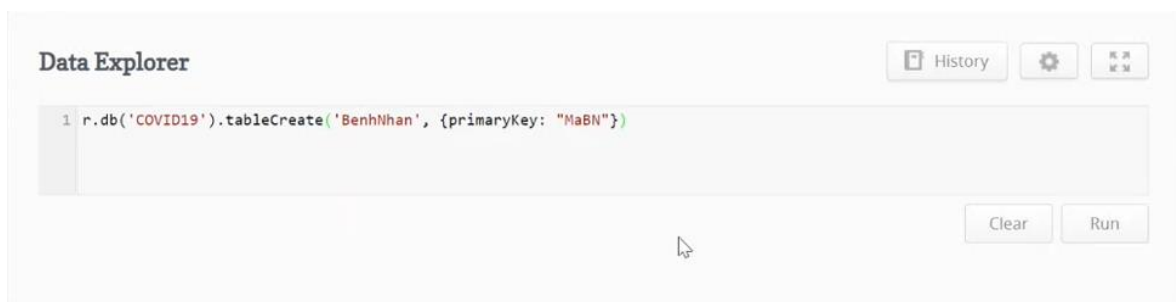 Data Explorer
History
1 r.db('COVID19').tableCreate('BenhNhan', {primaryKey: "MaBN"})
Clear
Run